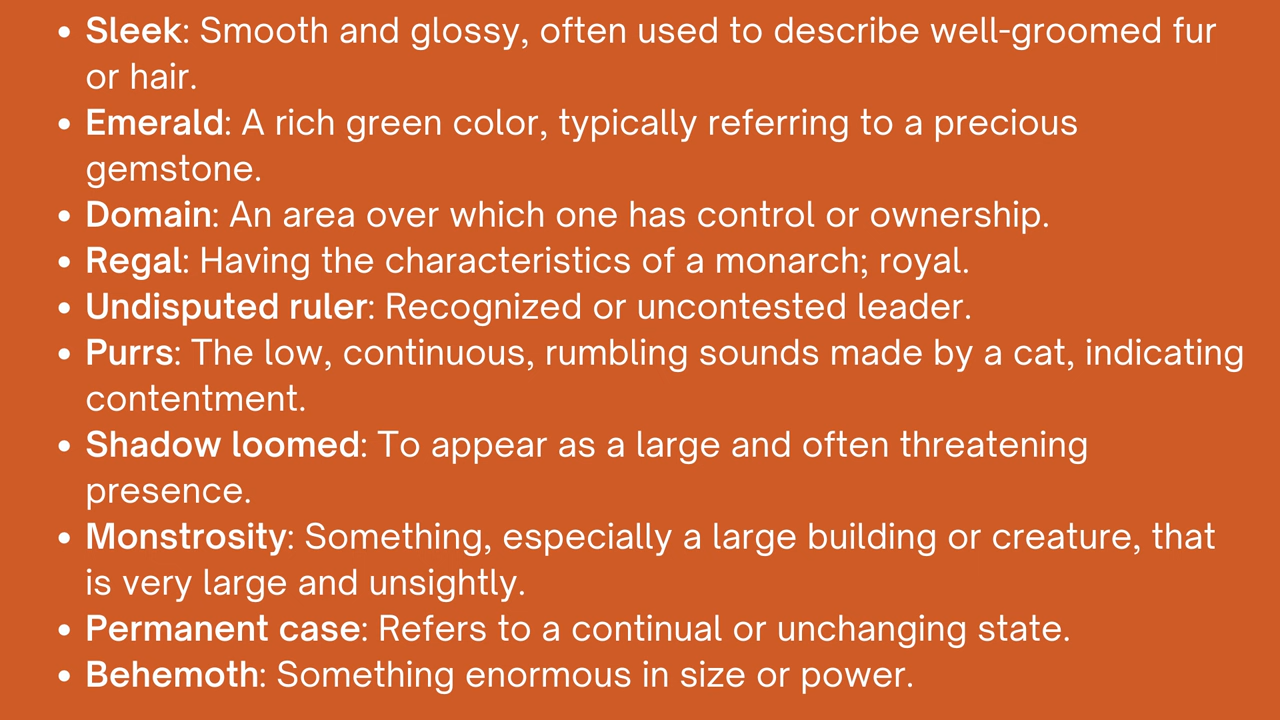 • Sleek: Smooth and glossy, often used to describe well-groomed fur
or hair.
• Emerald: A rich green color, typically referring to a precious
gemstone.
• Domain: An area over which one has control or ownership.
• Regal: Having the characteristics of a monarch; royal.
• Undisputed ruler: Recognized or uncontested leader.
• Purrs: The low, continuous, rumbling sounds made by a cat, indicating
contentment.
• Shadow loomed: To appear as a large and often threatening
presence.
• Monstrosity: Something, especially a large building or creature, that
is very large and unsightly.
• Permanent case: Refers to a continual or unchanging state.
• Behemoth: Something enormous in size or power.